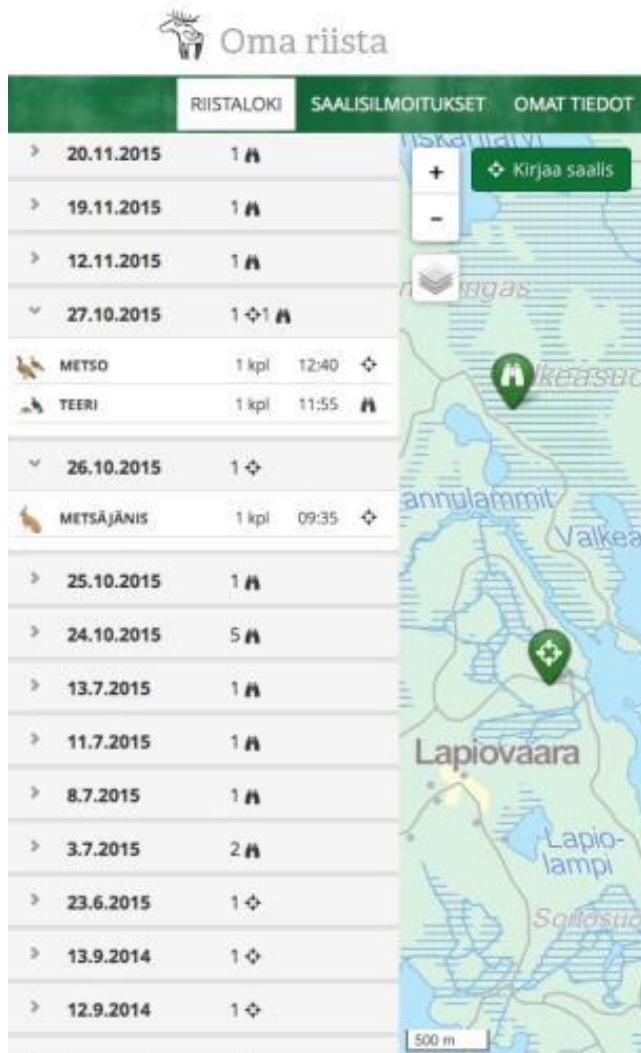 Oma riista
RIISTALOKI SAALISILMOITUKSET OMAT TIEDOT
20.11.2015 1
Kirjaa saalis
+
19.11.2015 1
-
12.11.2015 1
27.10.2015 1 1
METSO 1 kpl 12:40
TEERI 1 kpl 11:55
26.10.2015 1
METSÄJÄNIS 1 kpl 09:35
annulammit
Valkea
25.10.2015 1
24.10.2015 5
13.7.2015 1
11.7.2015 1
Lapiovaara
8.7.2015 1
3.7.2015 2
Lapio-
lampi
23.6.2015 1
13.9.2014 1
12.9.2014 1
500 m